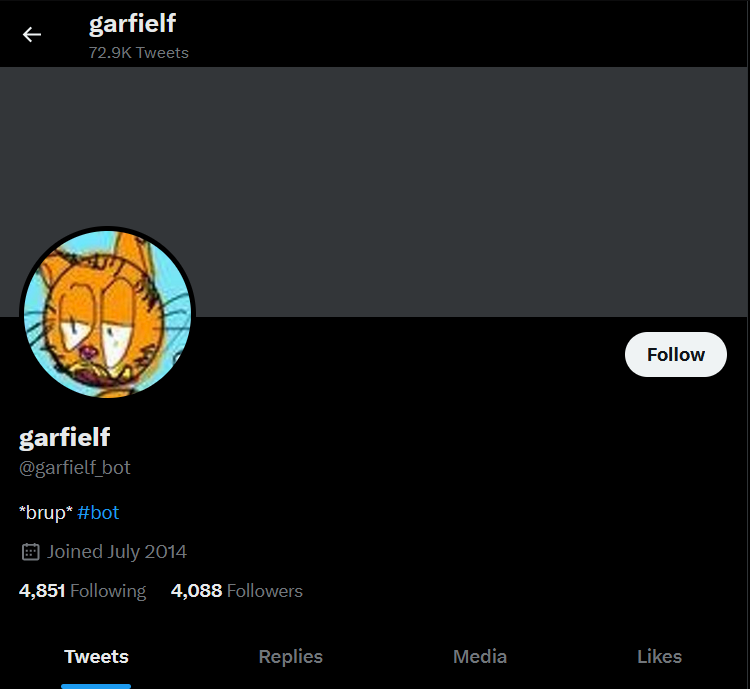 garfielf
72.9K Tweets
Follow
garfielf
@garfielf_bot
*brup* #bot
Joined July 2014
4,851 Following 4,088 Followers
Tweets Replies Media Likes